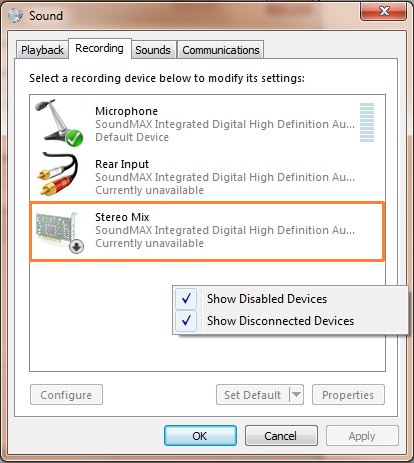 Sound
Playback Recording Sounds Communications
Select a recording device below to modify its settings:
Microphone
SoundMAX Integrated Digital High Definition Au...
Default Device
Rear Input
SoundMAX Integrated Digital High Definition Au...
Currently unavailable
Stereo Mix
SoundMAX Integrated Digital High Definition Au...
Currently unavailable
Show Disabled Devices
Show Disconnected Devices
Configure Set Default Properties
OK Cancel Apply